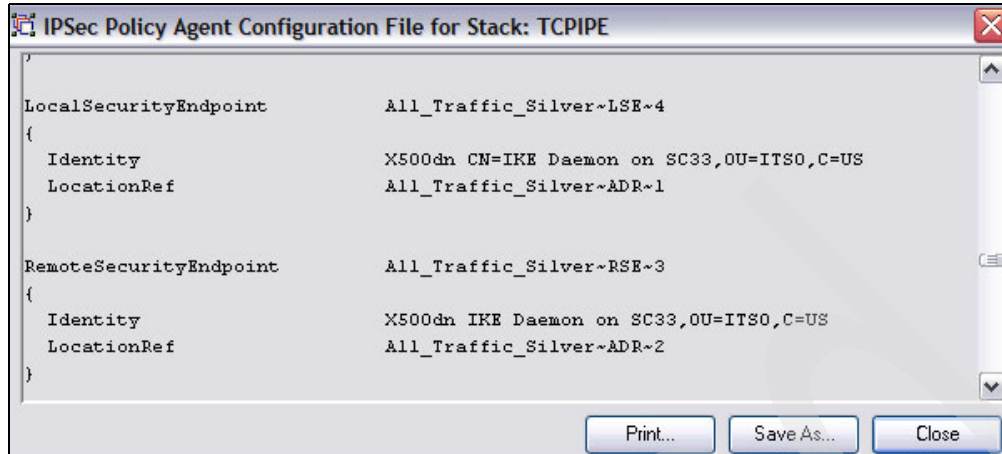 IPSec Policy Agent Configuration File for Stack: TCPIPE
}
LocalSecurityEndpoint All_Traffic_Silver~LSE~4
{
Identity X500dn CN=IKE Daemon on SC33,OU=ITSO,C=US
LocationRef All_Traffic_Silver~ADR~1
}
RemoteSecurityEndpoint All_Traffic_Silver~RSE~3
{
Identity X500dn IKE Daemon on SC33,OU=ITSO,C=US
LocationRef All_Traffic_Silver~ADR~2
}
Print... Save As... Close